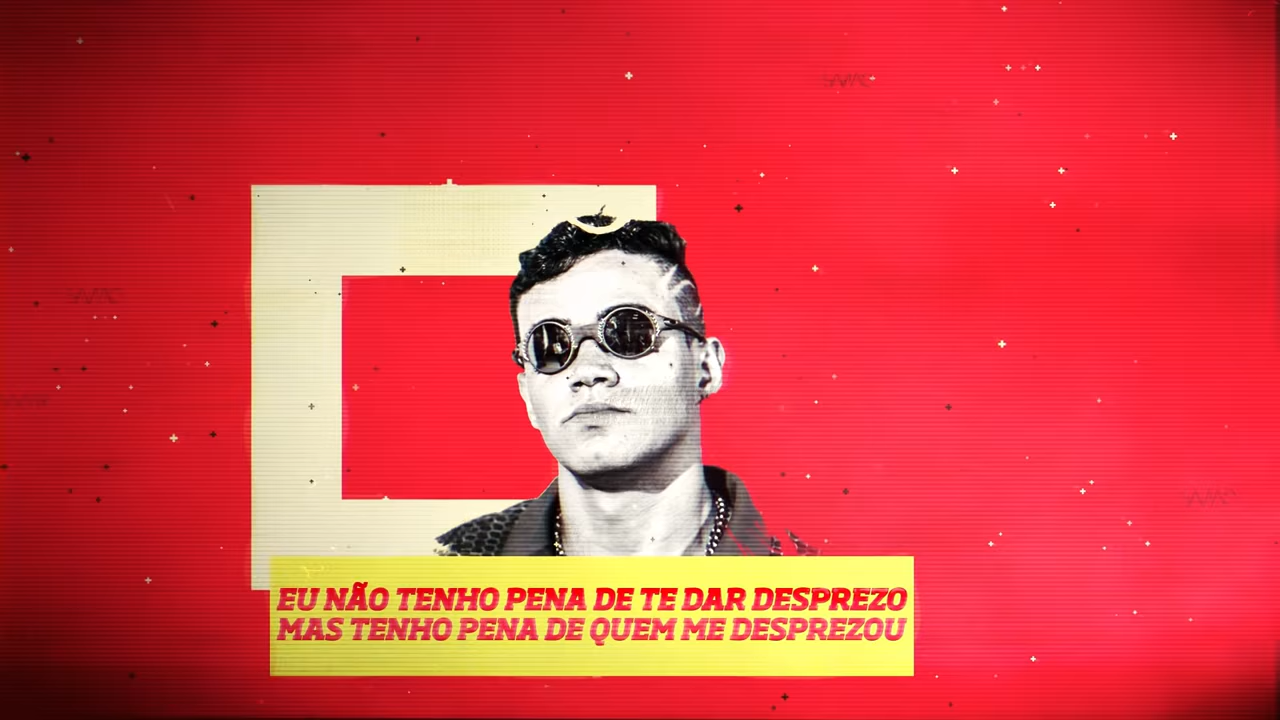 EU NÃO TENHO PENA DE TE DAR DESPREZO
MAS TENHO PENA DE QUEM ME DESPREZOU